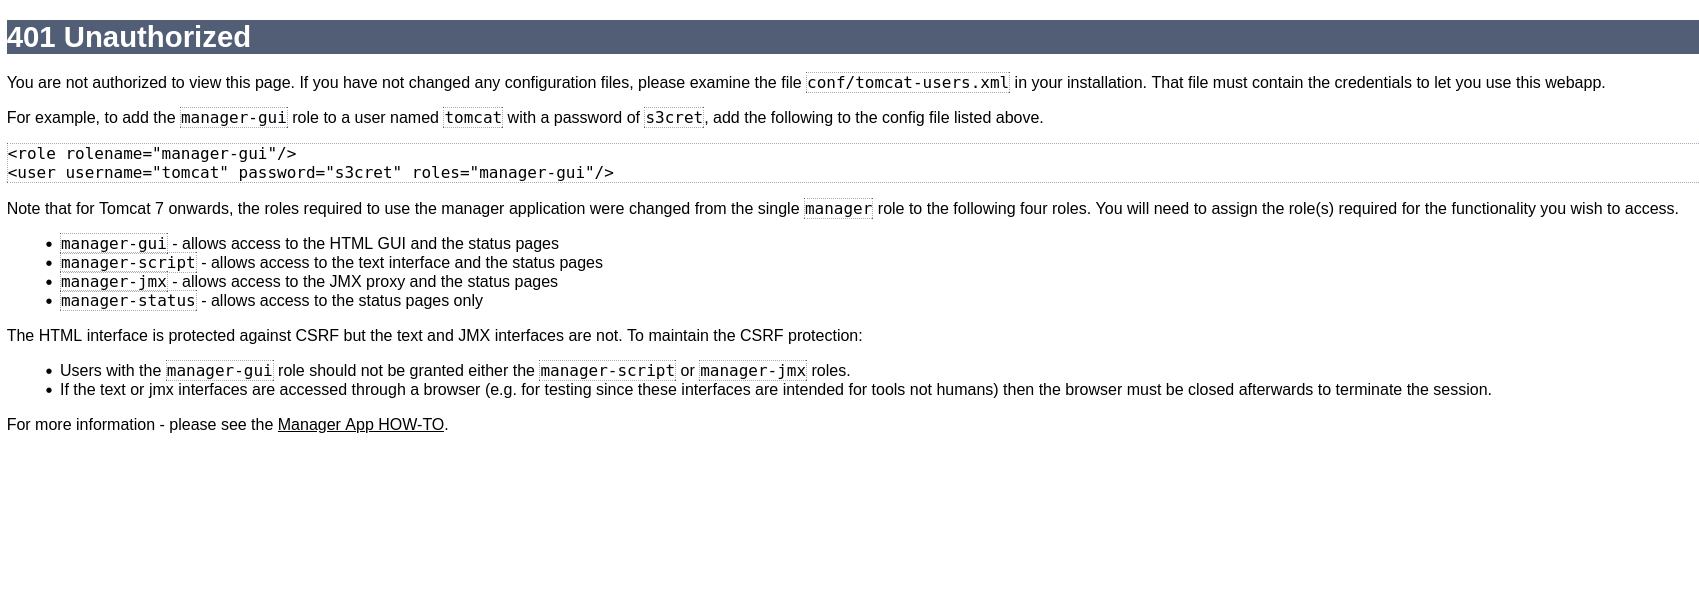 401 Unauthorized
You are not authorized to view this page. If you have not changed any configuration files, please examine the file conf/tomcat-users.xml in your installation. That file must contain the credentials to let you use this webapp.
For example, to add the manager-gui role to a user named tomcat with a password of s3cret, add the following to the config file listed above.
<role rolename="manager-gui"/>
<user username="tomcat" password="s3cret" roles="manager-gui"/>
Note that for Tomcat 7 onwards, the roles required to use the manager application were changed from the single manager role to the following four roles. You will need to assign the role(s) required for the functionality you wish to access.
• manager-gui - allows access to the HTML GUI and the status pages
• manager-script - allows access to the text interface and the status pages
• manager-jmx - allows access to the JMX proxy and the status pages
• manager-status - allows access to the status pages only
The HTML interface is protected against CSRF but the text and JMX interfaces are not. To maintain the CSRF protection:
• Users with the manager-gui role should not be granted either the manager-script or manager-jmx roles.
• If the text or jmx interfaces are accessed through a browser (e.g. for testing since these interfaces are intended for tools not humans) then the browser must be closed afterwards to terminate the session.
For more information - please see the Manager App HOW-TO.